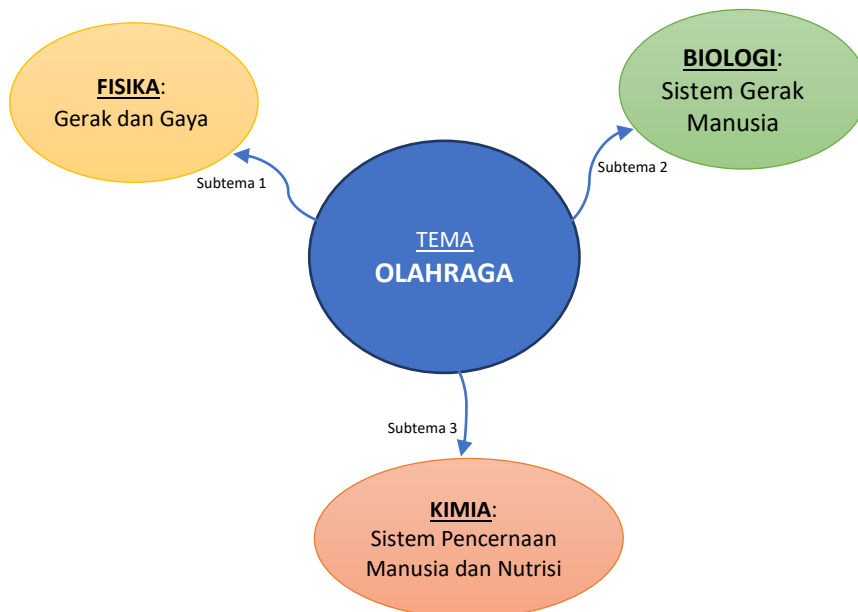 FISIKA:
Gerak dan Gaya
Subtema 1
BIOLOGI:
Sistem Gerak
Manusia
Subtema 2
TEMA
OLAHRAGA
Subtema 3
KIMIA:
Sistem Pencernaan
Manusia dan Nutrisi